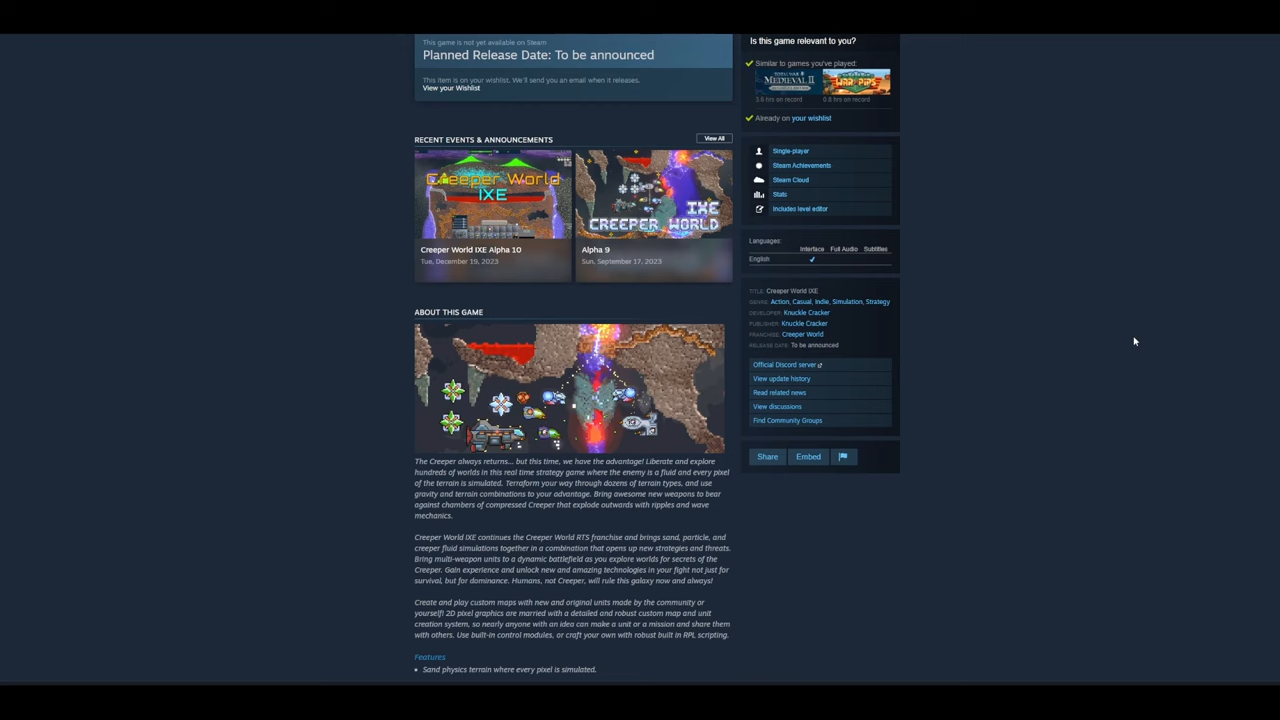 This game is not yet available on Steam
Planned Release Date: To be announced
This item is on your wishlist. We'll send you an email when it releases.
View your Wishlist
RECENT EVENTS & ANNOUNCEMENTS
View All
Creeper World
IXE
IXE
CREEPER WORLD
Creeper World IXE Alpha 10
Tue, December 19, 2023
Alpha 9
Sun, September 17, 2023
ABOUT THIS GAME
The Creeper always returns... but this time, we have the advantage! Liberate and explore
hundreds of worlds in this real time strategy game where the enemy is a fluid and every pixel
of the terrain is simulated. Terraform your way through dozens of terrain types, and use
gravity and terrain combinations to your advantage. Bring awesome new weapons to bear
against chambers of compressed Creeper that explode outwards with ripples and wave
mechanics.
Creeper World IXE continues the Creeper World RTS franchise and brings sand, particle, and
creeper fluid simulations together in a combination that opens up new strategies and threats.
Bring multi-weapon units to a dynamic battlefield as you explore worlds for secrets of the
Creeper. Gain experience and unlock new and amazing technologies in your fight not just for
survival, but for dominance. Humans, not Creeper, will rule this galaxy now and always!
Create and play custom maps with new and original units made by the community or
yourself! 2D pixel graphics are married with a detailed and robust custom map and unit
creation system, so nearly anyone with an idea can make a unit or a mission and share them
with others. Use built-in control modules, or craft your own with robust built in RPL scripting.
Features
• Sand physics terrain where every pixel is simulated.
Is this game relevant to you?
Similar to games you've played:
TOTAL WAR
MEDIEVAL II
WARPIPS
3.6 hrs on record
0.8 hrs on record
Already on your wishlist
Single-player
Steam Achievements
Steam Cloud
Stats
Includes level editor
Languages:
Interface Full Audio Subtitles
English ✔
TITLE: Creeper World IXE
GENRE: Action, Casual, Indie, Simulation, Strategy
DEVELOPER: Knuckle Cracker
PUBLISHER: Knuckle Cracker
FRANCHISE: Creeper World
RELEASE DATE: To be announced
Official Discord server
View update history
Read related news
View discussions
Find Community Groups
Share
Embed